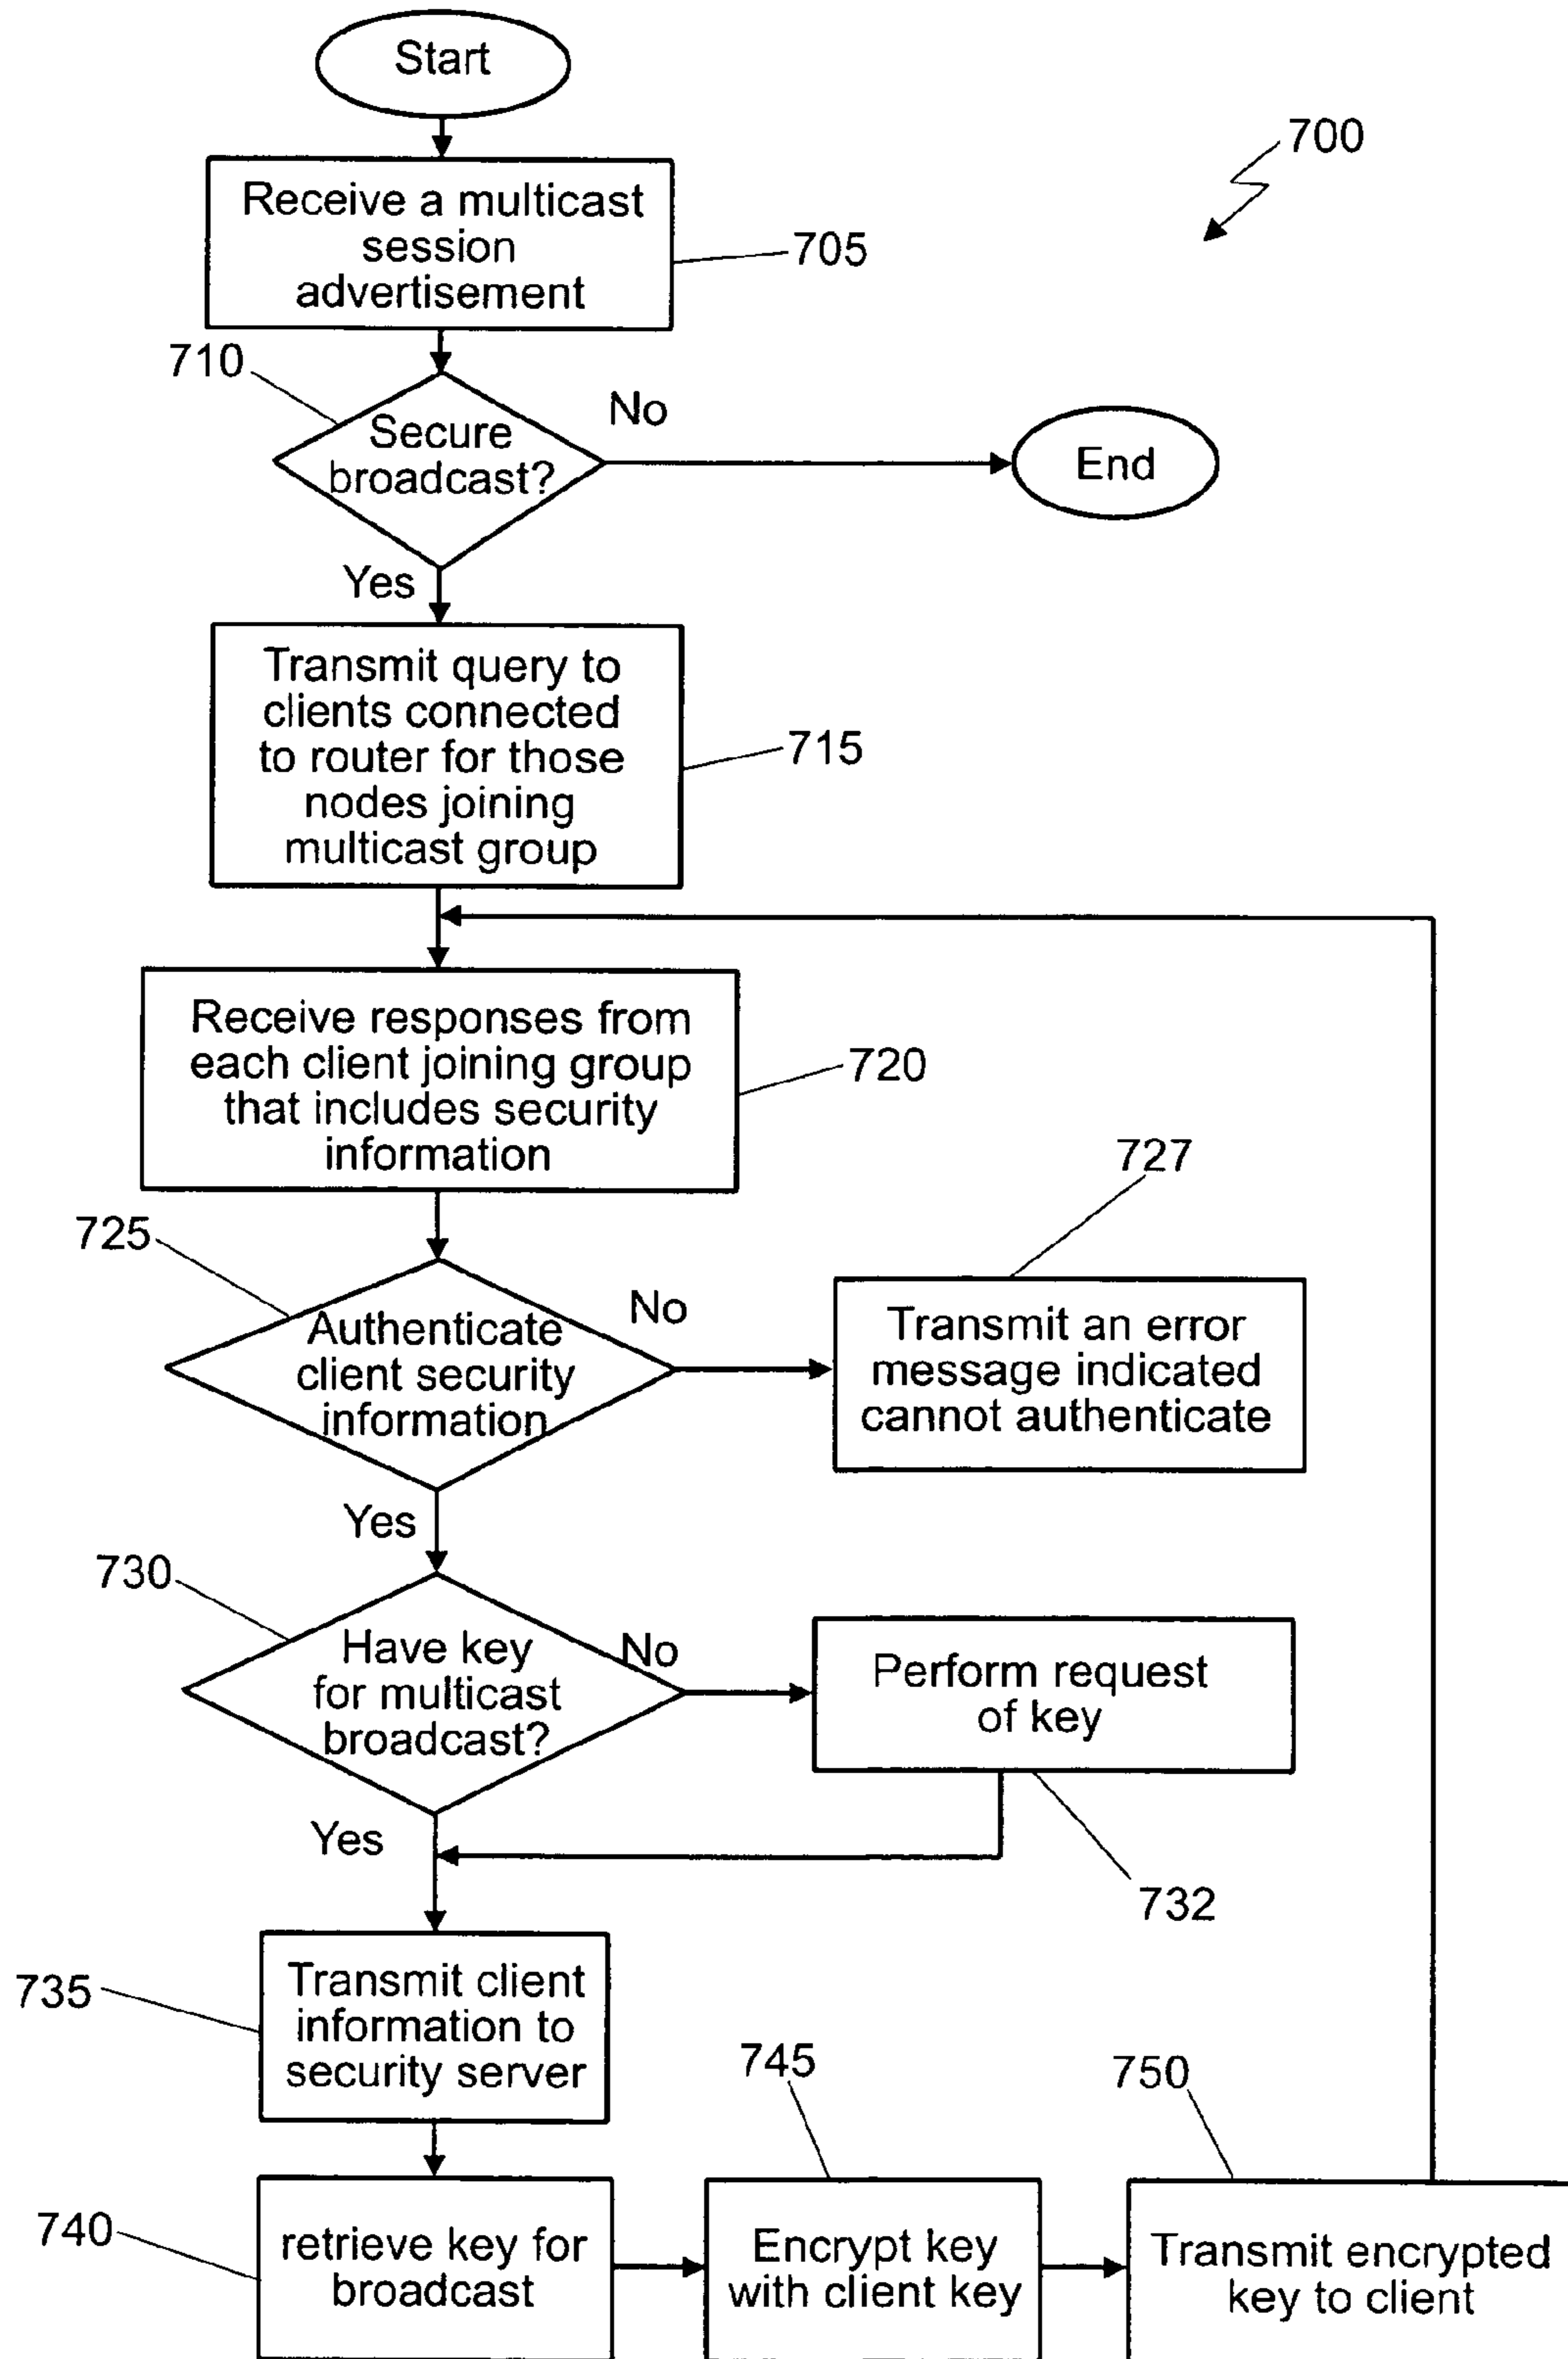 Start
700
Receive a multicast
session
advertisement
705
710
Secure
broadcast?
No
End
Yes
Transmit query to
clients connected
to router for those
nodes joining
multicast group
715
Receive responses from
each client joining group
that includes security
information
720
727
725
Authenticate
client security
information
No
Transmit an error
message indicated
cannot authenticate
Yes
730
Have key
for multicast
broadcast?
No
Perform request
of key
Yes
732
735
Transmit client
information to
security server
745
750
740
retrieve key for
broadcast
Encrypt key
with client key
Transmit encrypted
key to client